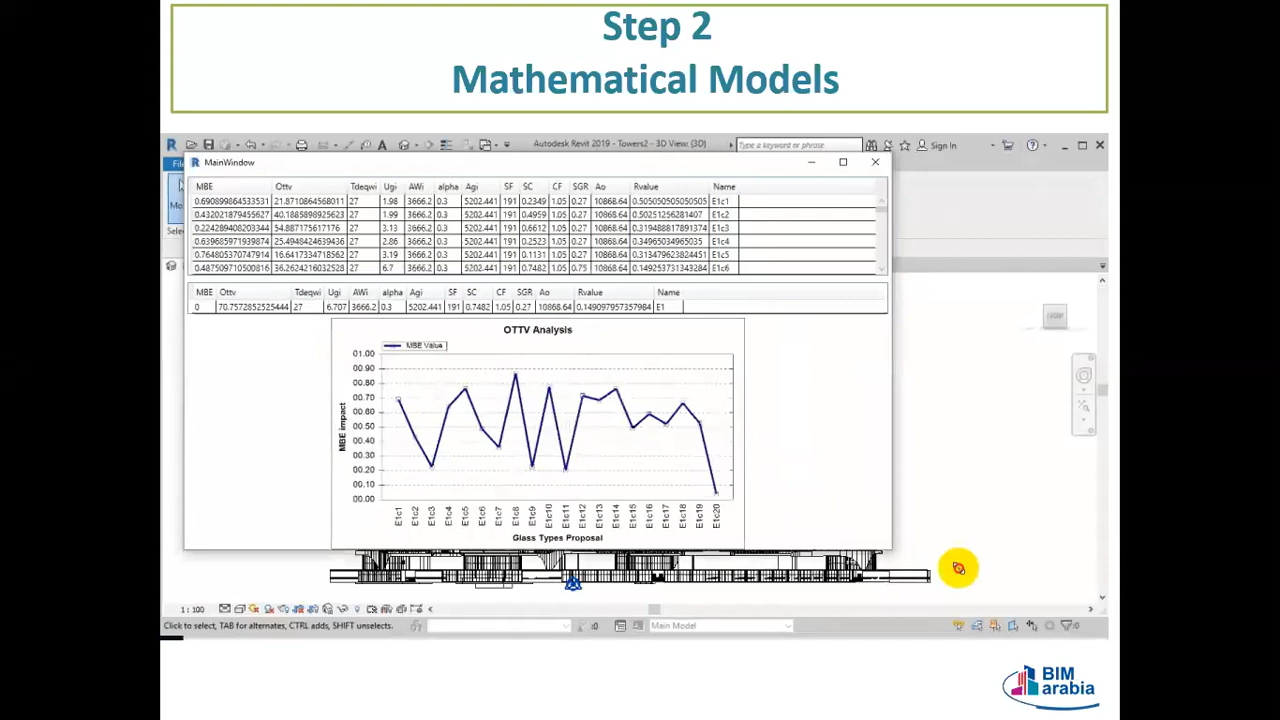 Step 2
Mathematical Models
Autodesk Revit 2019 - Towers2 - 3D View: {3D}
Type a keyword or phrase
Sign In
MainWindow
MBE Ottv Tdeqwi Ugi AWi alpha Agi SF SC CF SGR Ao Rvalue Name
0.690899864533531 21.8710864568011 27 1.98 3666.2 0.3 5202.441 191 0.2349 1.05 0.27 10868.64 0.505050505050505 E1c1
0.432021879455627 40.1885898925623 27 1.99 3666.2 0.3 5202.441 191 0.4959 1.05 0.27 10868.64 0.50251256281407 E1c2
0.224289408203344 54.887175617176 27 3.13 3666.2 0.3 5202.441 191 0.6612 1.05 0.27 10868.64 0.319488817891374 E1c3
0.639685971939874 25.4948424639436 27 2.86 3666.2 0.3 5202.441 191 0.2523 1.05 0.27 10868.64 0.34965034965035 E1c4
0.764805370747914 16.6417334718562 27 3.19 3666.2 0.3 5202.441 191 0.1131 1.05 0.27 10868.64 0.313479623824451 E1c5
0.487509710500816 36.2624216032528 27 6.7 3666.2 0.3 5202.441 191 0.7482 1.05 0.75 10868.64 0.149253731343284 E1c6
MBE Ottv Tdeqwi Ugi AWi alpha Agi SF SC CF SGR Ao Rvalue Name
0 70.7572852525444 27 6.707 3666.2 0.3 5202.441 191 0.7482 1.05 0.27 10868.64 0.149097957357984 E1
OTTV Analysis
MBE Value
01.00
00.90
00.80
00.70
00.60
00.50
00.40
00.30
00.20
00.10
00.00
MBE impact
E1c1 E1c2 E1c3 E1c4 E1c5 E1c6 E1c7 E1c8 E1c9 E1c10 E1c11 E1c12 E1c13 E1c14 E1c15 E1c16 E1c17 E1c18 E1c19 E1c20
Glass Types Proposal
1 : 100
Click to select, TAB for alternates, CTRL adds, SHIFT unselects.
:0
Main Model
:0
BIM
arabia